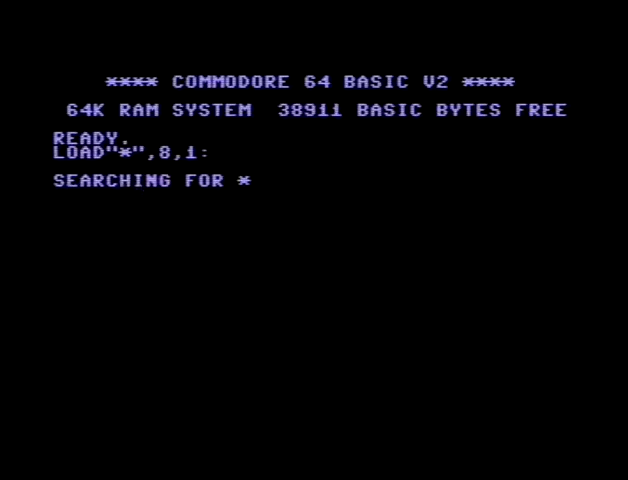 **** COMMODORE 64 BASIC V2 ****
64K RAM SYSTEM  38911 BASIC BYTES FREE
READY.
LOAD"*",8,1:
SEARCHING FOR *